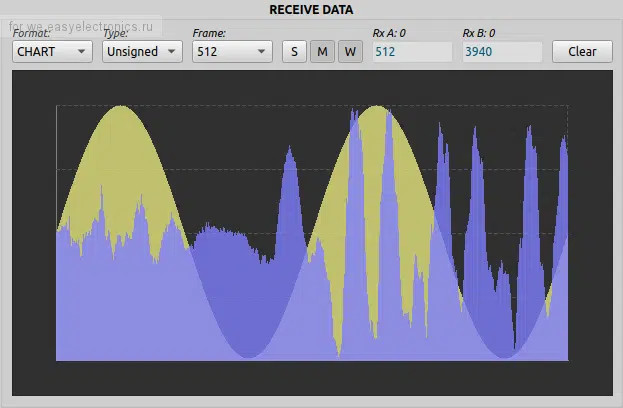 RECEIVE DATA
for we.easyelectronics.ru
Format: Type: Frame: Rx A: 0 Rx B: 0
CHART Unsigned 512 S M W 512 3940 Clear